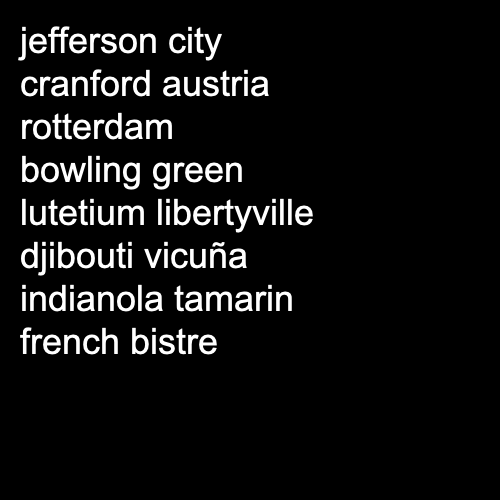 jefferson city
cranford austria
rotterdam
bowling green
lutetium libertyville
djibouti vicuña
indianola tamarin
french bistre